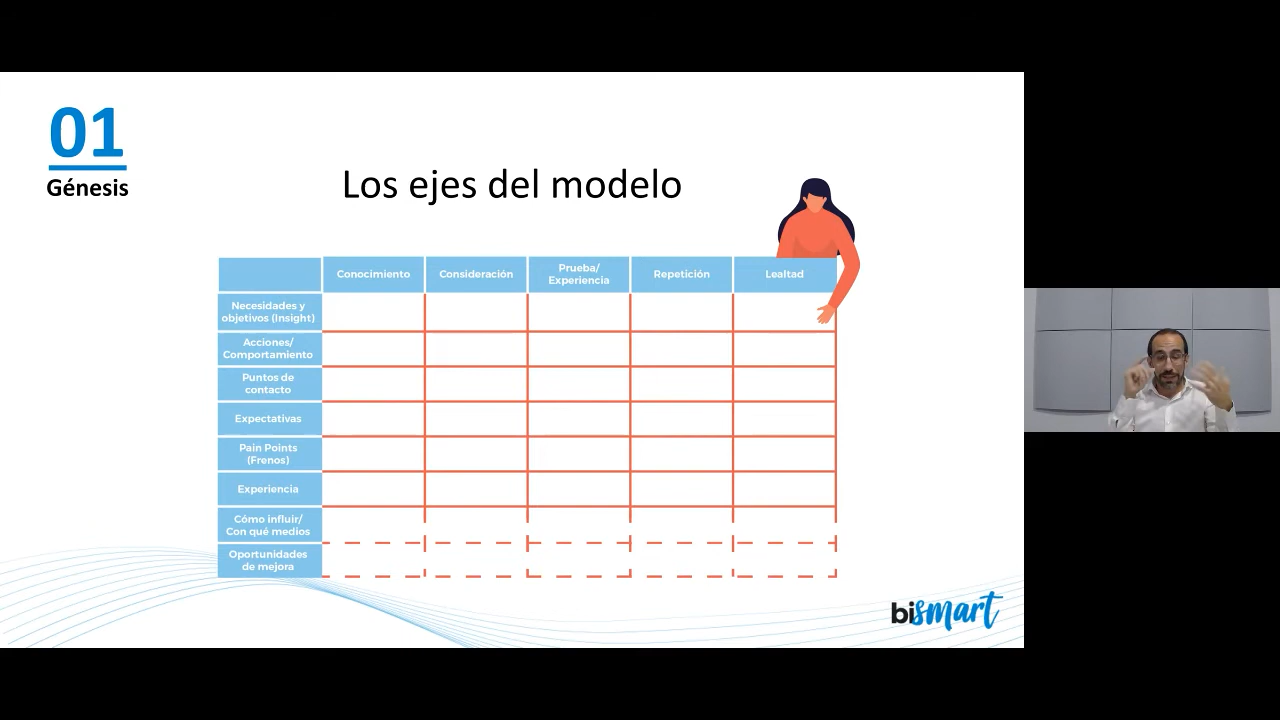 01
Génesis
Los ejes del modelo
Conocimiento
Consideración
Prueba/
Experiencia
Repetición
Lealtad
Necesidades y
objetivos (Insight)
Acciones/
Comportamiento
Puntos de
contacto
Expectativas
Pain Points
(Frenos)
Experiencia
Cómo influir/
Con qué medios
Oportunidades
de mejora
bismart